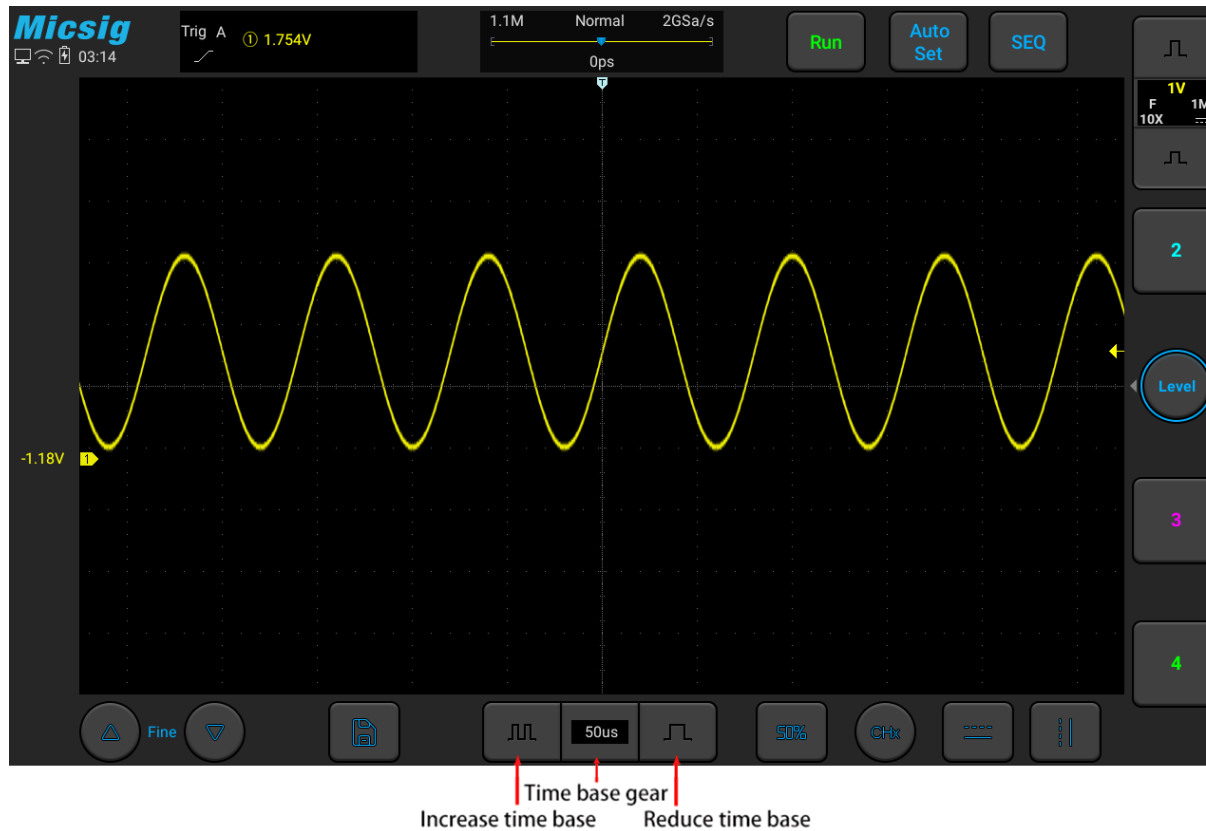 Micsig
03:14
Trig A ① 1.754V
1.1M Normal 2GSa/s
0ps
Run
Auto
Set
SEQ
T
1V
F 1M
10X
2
Level
-1.18V
1
3
4
Fine
50us
50%
CHx
Time base gear
Increase time base Reduce time base